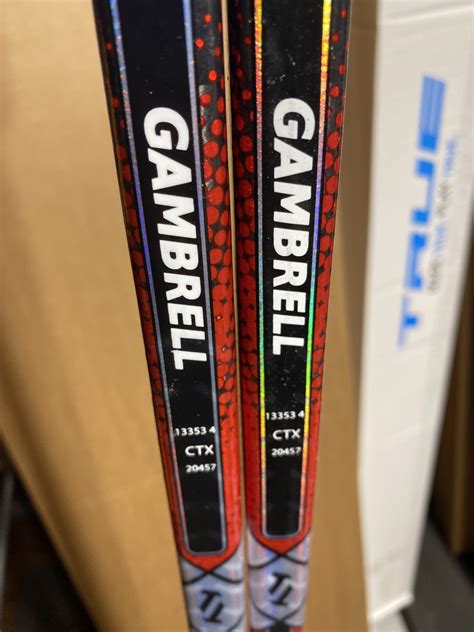 GAMBRELL
13353 4
CTX
20457
GAMBRELL
13353 4
CTX
20457
TRUE